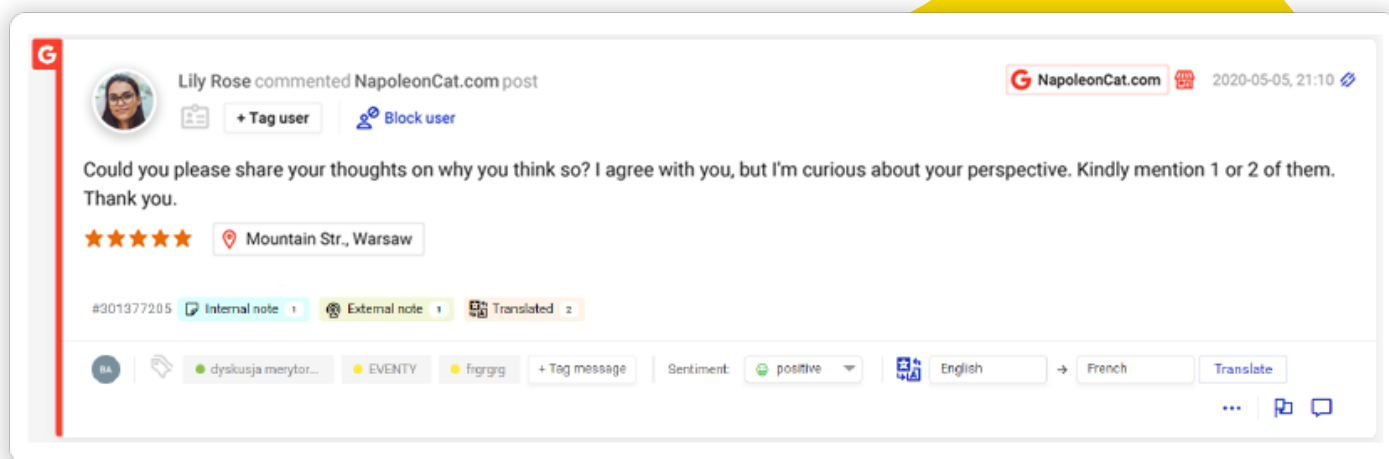 G
Lily Rose commented NapoleonCat.com post
G NapoleonCat.com 2020-05-05, 21:10
+ Tag user Block user
Could you please share your thoughts on why you think so? I agree with you, but I'm curious about your perspective. Kindly mention 1 or 2 of them.
Thank you.
Mountain Str., Warsaw
#301377205 Internal note 1 External note 1 Translated 2
BA dyskusja merytor... EVENTY frgrgrg + Tag message Sentiment: positive English → French Translate